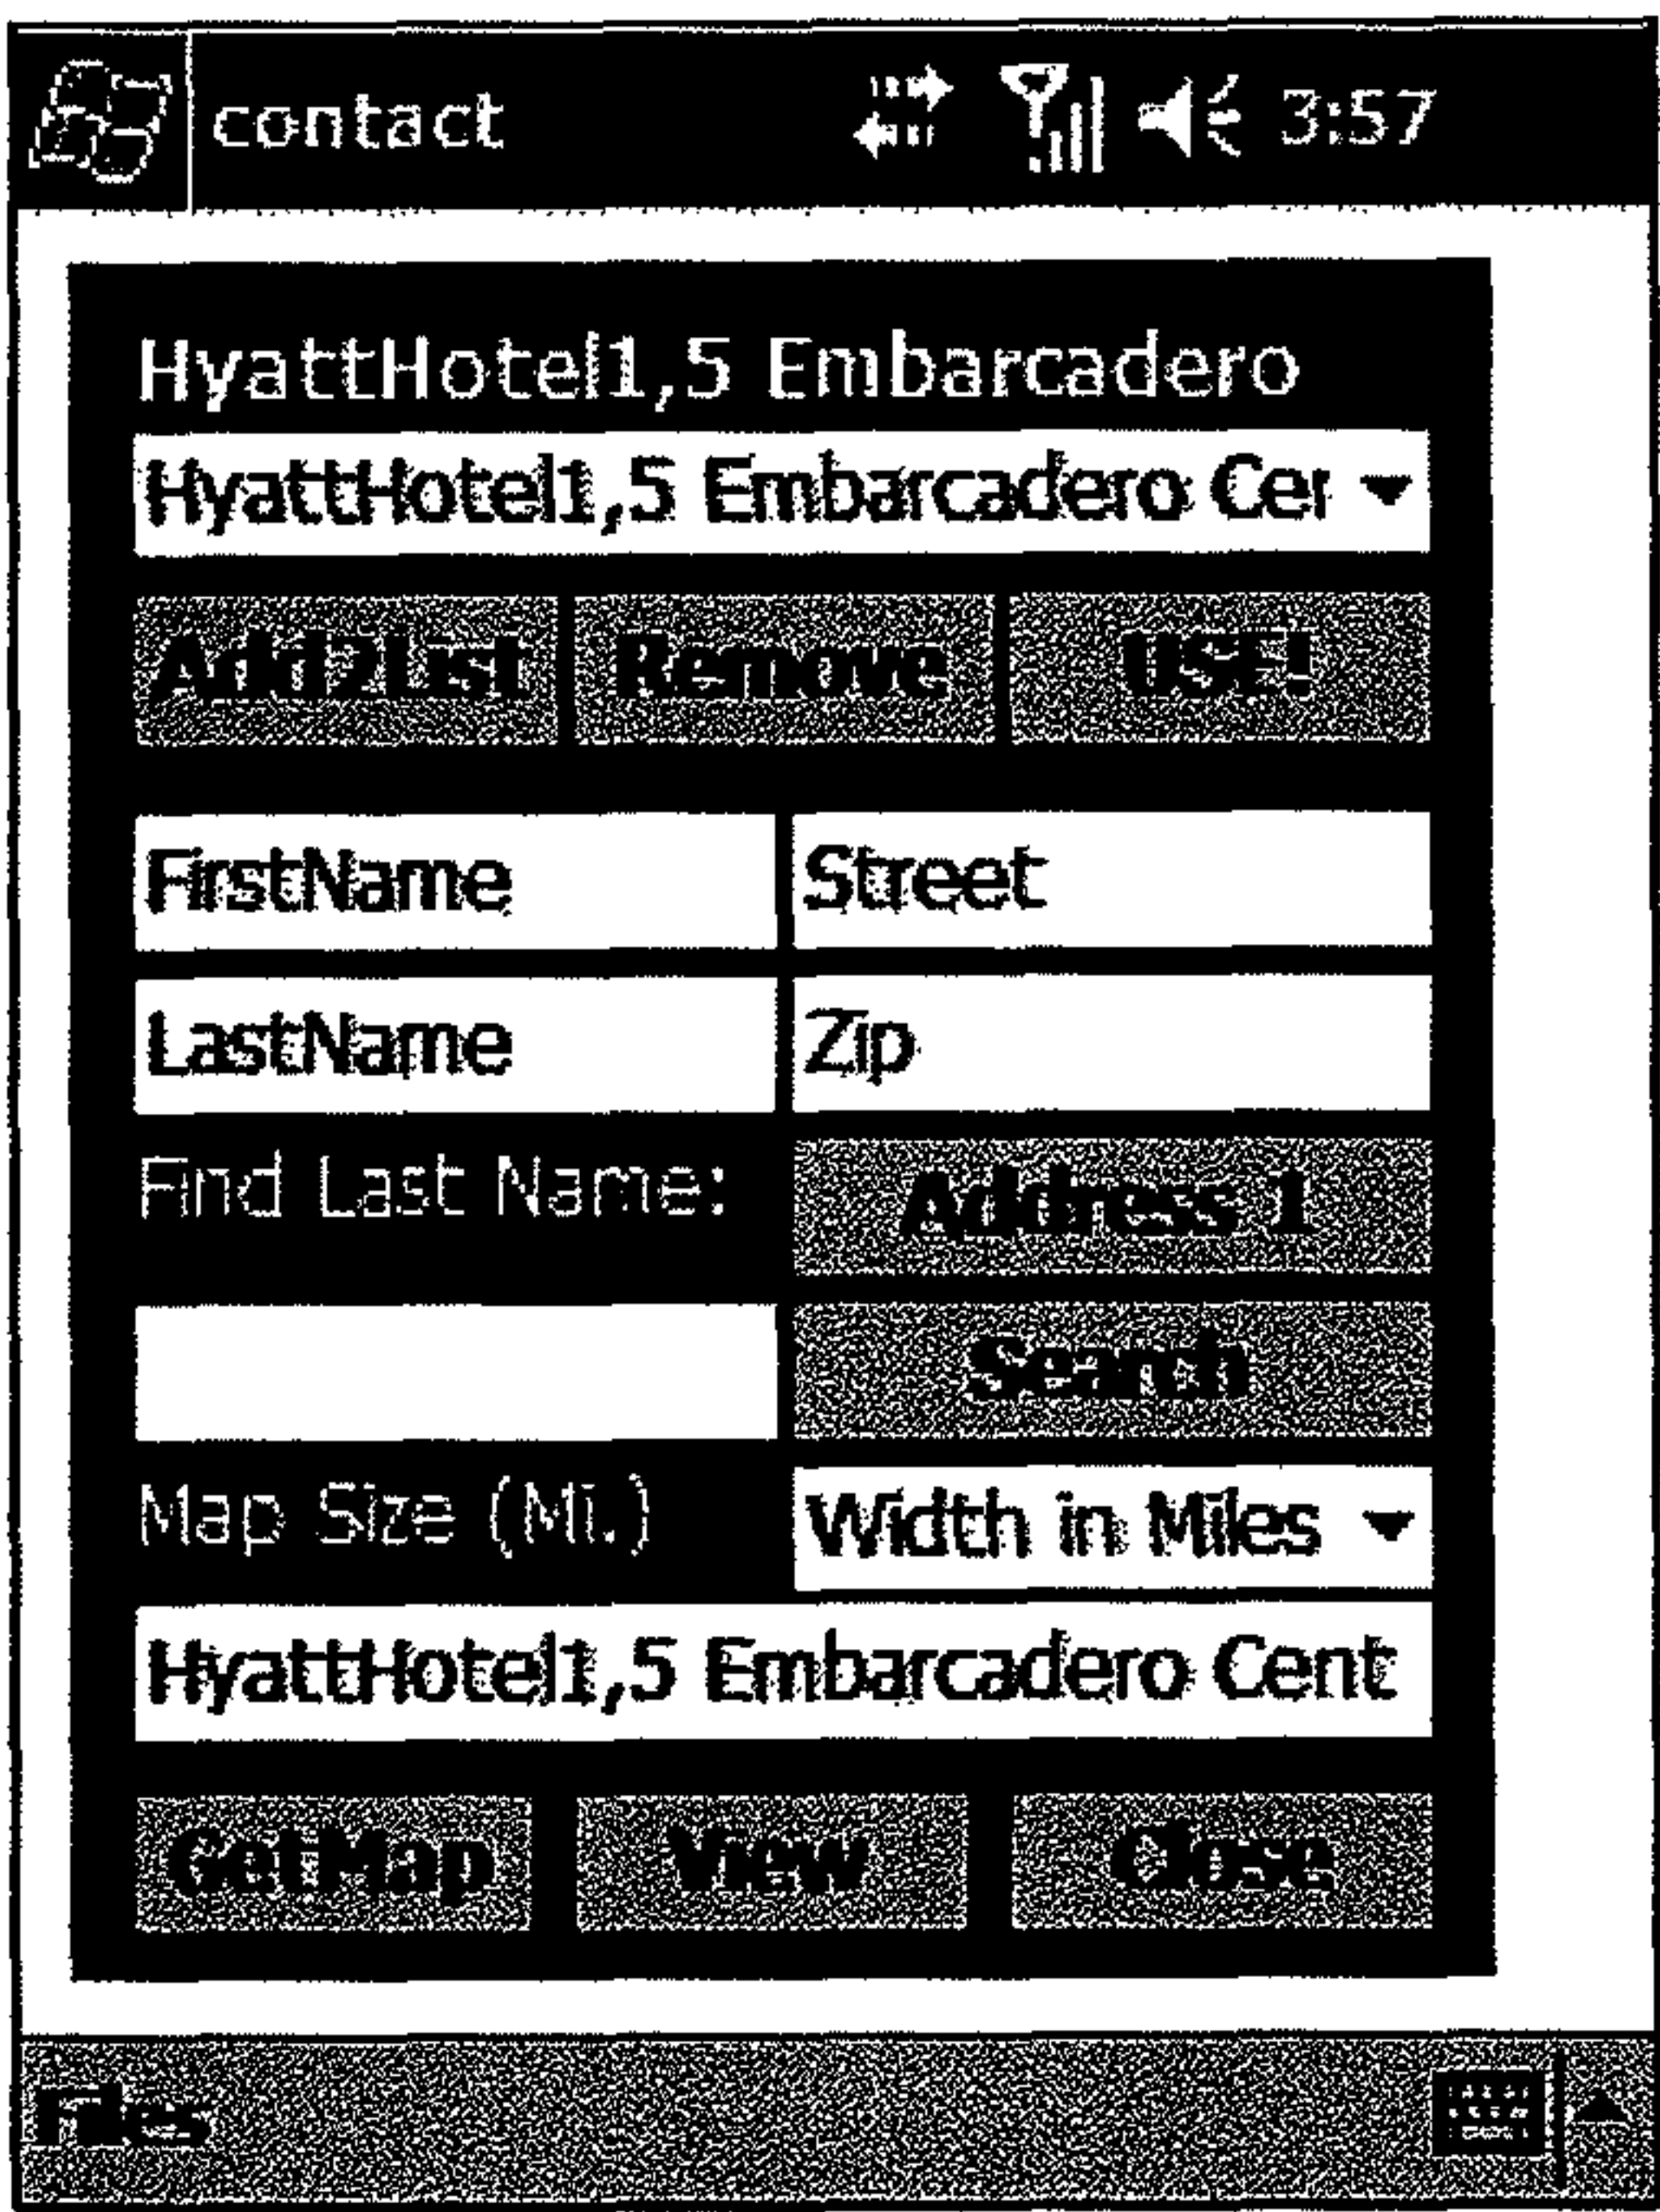 contact 3:57
HyattHotel1,5 Embarcadero
HyattHotel1,5 Embarcadero Cer
Add2List Remove USE!
FirstName Street
LastName Zip
Find Last Name: Address 1
Search
Map Size (Mi.) Width in Miles
HyattHotel1,5 Embarcadero Cent
GetMap View Close
Files